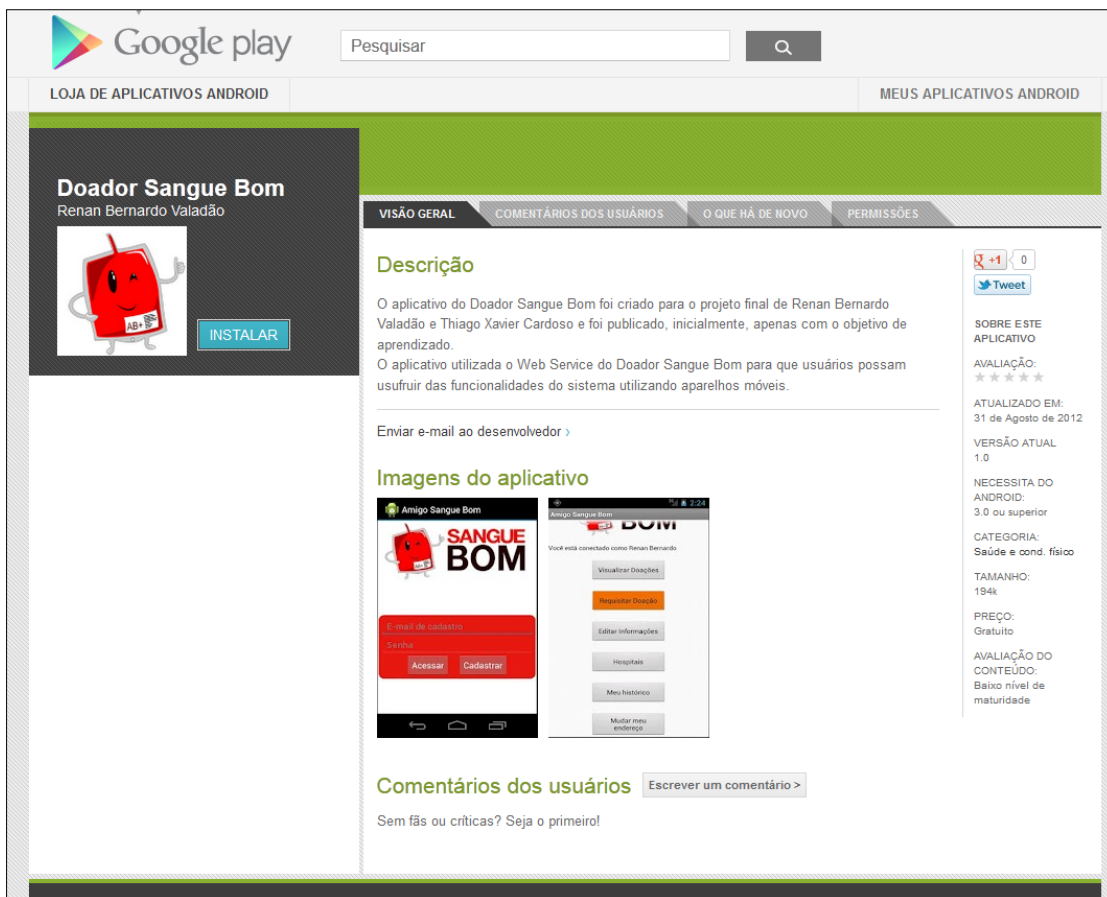 Google play
Pesquisar
LOJA DE APLICATIVOS ANDROID
MEUS APLICATIVOS ANDROID
Doador Sangue Bom
Renan Bernardo Valadão
AB+
INSTALAR
VISÃO GERAL
COMENTÁRIOS DOS USUÁRIOS
O QUE HÁ DE NOVO
PERMISSÕES
Descrição
O aplicativo do Doador Sangue Bom foi criado para o projeto final de Renan Bernardo
Valadão e Thiago Xavier Cardoso e foi publicado, inicialmente, apenas com o objetivo de
aprendizado.
O aplicativo utilizada o Web Service do Doador Sangue Bom para que usuários possam
usufruir das funcionalidades do sistema utilizando aparelhos móveis.
Enviar e-mail ao desenvolvedor ›
Imagens do aplicativo
Amigo Sangue Bom
SANGUE
BOM
E-mail de cadastro
Senha
Acessar
Cadastrar
2:24
Amigo Sangue Bom
BOM
Você está conectado como Renan Bernardo
Visualizar Doações
Requisitar Doação
Editar Informações
Hospitais
Meu histórico
Mudar meu
endereço
Comentários dos usuários
Escrever um comentário >
Sem fãs ou críticas? Seja o primeiro!
+1
0
Tweet
SOBRE ESTE
APLICATIVO
AVALIAÇÃO:
ATUALIZADO EM:
31 de Agosto de 2012
VERSÃO ATUAL
1.0
NECESSITA DO
ANDROID:
3.0 ou superior
CATEGORIA:
Saúde e cond. físico
TAMANHO:
194k
PREÇO:
Gratuito
AVALIAÇÃO DO
CONTEÚDO:
Baixo nível de
maturidade